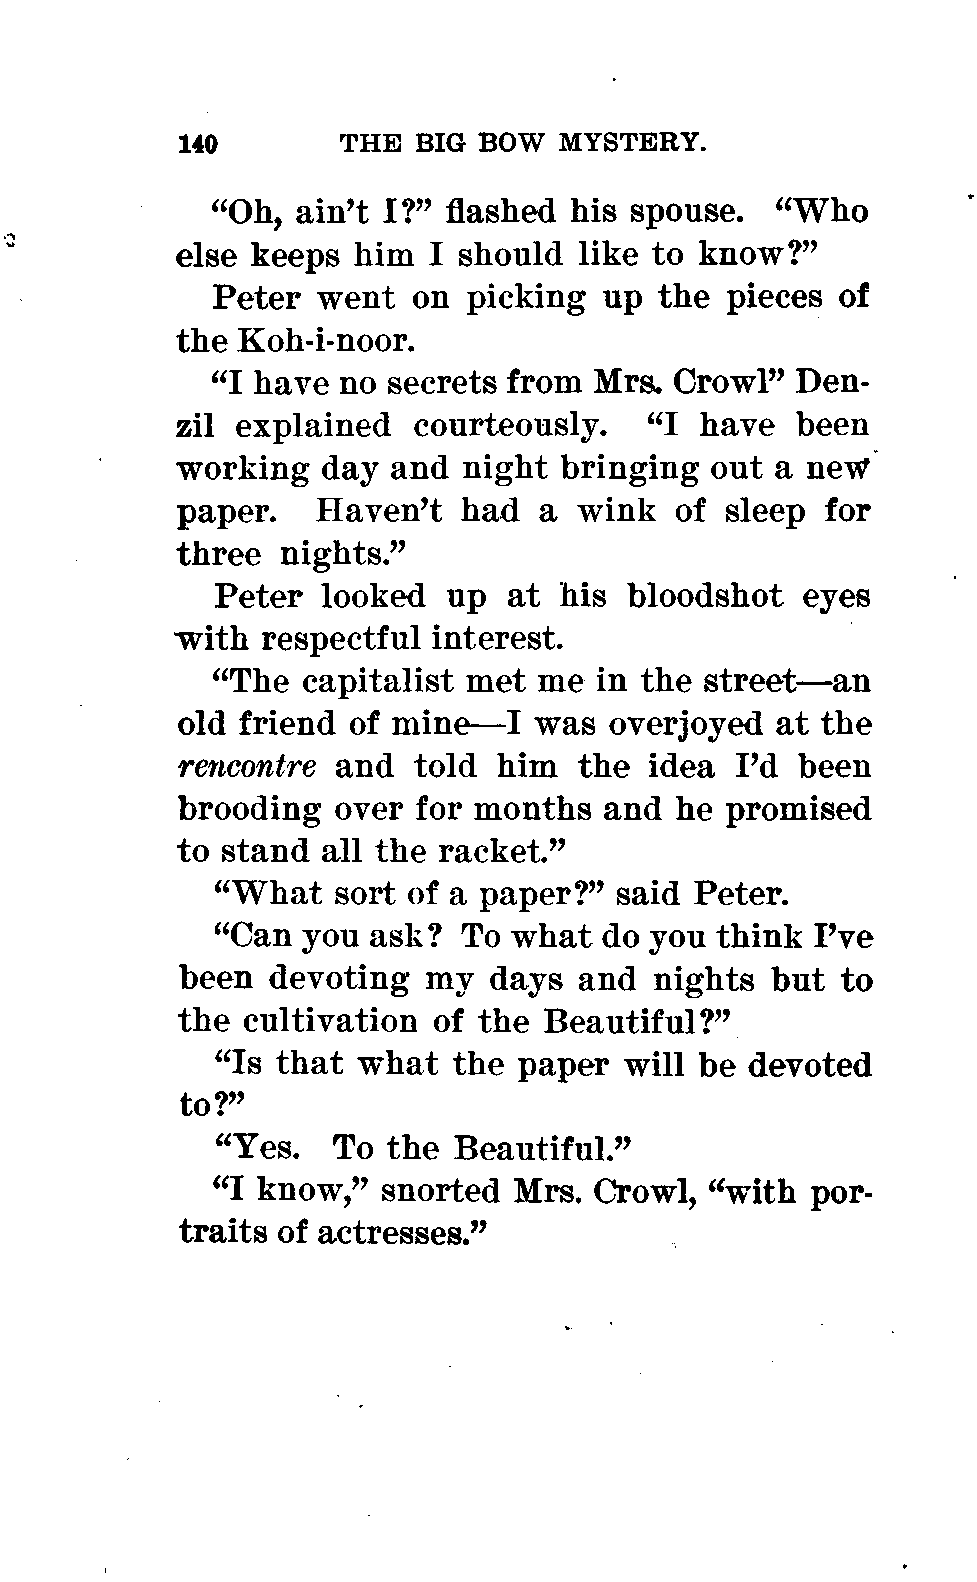 140 THE BIG BOW MYSTERY.
“Oh, ain’t I?” flashed his spouse. “Who
else keeps him I should like to know?”
Peter went on picking up the pieces of
the Koh-i-noor.
“I have no secrets from Mrs. Crowl” Den-
zil explained courteously. “I have been
working day and night bringing out a new
paper. Haven’t had a wink of sleep for
three nights.”
Peter looked up at his bloodshot eyes
with respectful interest.
“The capitalist met me in the street—an
old friend of mine—I was overjoyed at the
rencontre and told him the idea I’d been
brooding over for months and he promised
to stand all the racket.”
“What sort of a paper?” said Peter.
“Can you ask? To what do you think I’ve
been devoting my days and nights but to
the cultivation of the Beautiful?”
“Is that what the paper will be devoted
to?”
“Yes. To the Beautiful.”
“I know,” snorted Mrs. Crowl, “with por-
traits of actresses.”